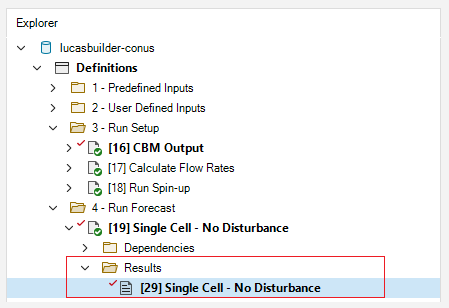 Explorer
lucasbuilder-conus
Definitions
1 - Predefined Inputs
2 - User Defined Inputs
3 - Run Setup
[16] CBM Output
[17] Calculate Flow Rates
[18] Run Spin-up
4 - Run Forecast
[19] Single Cell - No Disturbance
Dependencies
Results
[29] Single Cell - No Disturbance